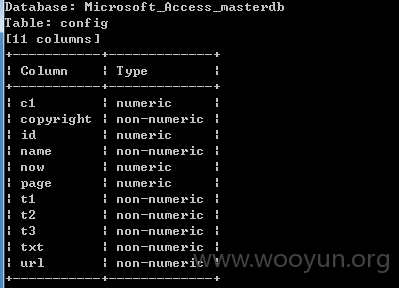 Database: Microsoft_Access_masterdb
Table: config
[11 columns]
+-----------+-------------+
| Column | Type |
+-----------+-------------+
| c1 | numeric |
| copyright | non-numeric |
| id | numeric |
| name | non-numeric |
| now | numeric |
| page | numeric |
| t1 | non-numeric |
| t2 | non-numeric |
| t3 | non-numeric |
| txt | non-numeric |
| url | non-numeric |
+-----------+-------------+
www.wooyun.org